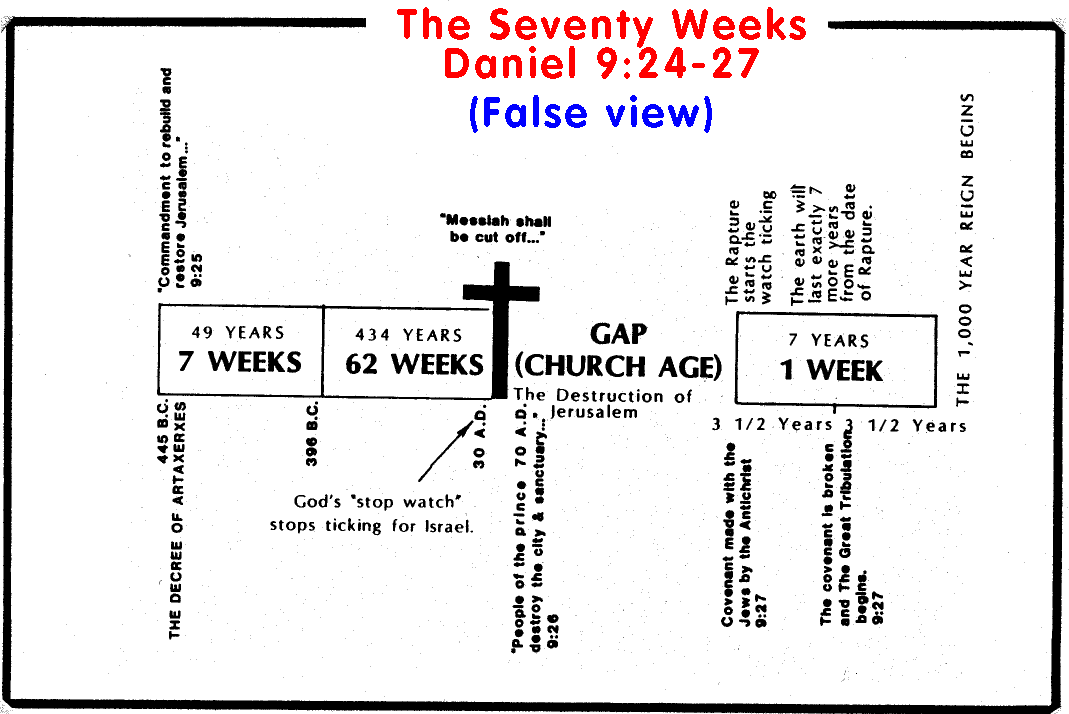 The Seventy Weeks
Daniel 9:24-27
(False view)
"Commandment to rebuild and
restore Jerusalem..."
9:25
"Messiah shall
be cut off..."
The Rapture
starts the
watch ticking
The earth will
last exactly 7
more years
from the date
of Rapture.
THE 1,000 YEAR REIGN BEGINS
49 YEARS
7 WEEKS
434 YEARS
62 WEEKS
GAP
(CHURCH AGE)
The Destruction of
Jerusalem
7 YEARS
1 WEEK
3 1/2 Years
3 1/2 Years
445 B.C.
THE DECREE OF ARTAXERXES
396 B.C.
30 A.D.
God's "stop watch"
stops ticking for Israel.
"People of the prince 70 A.D.
destroy the city & sanctuary..."
9:26
Covenant made with the
Jews by the Antichrist
9:27
The covenant is broken
and The Great Tribulation
begins.
9:27